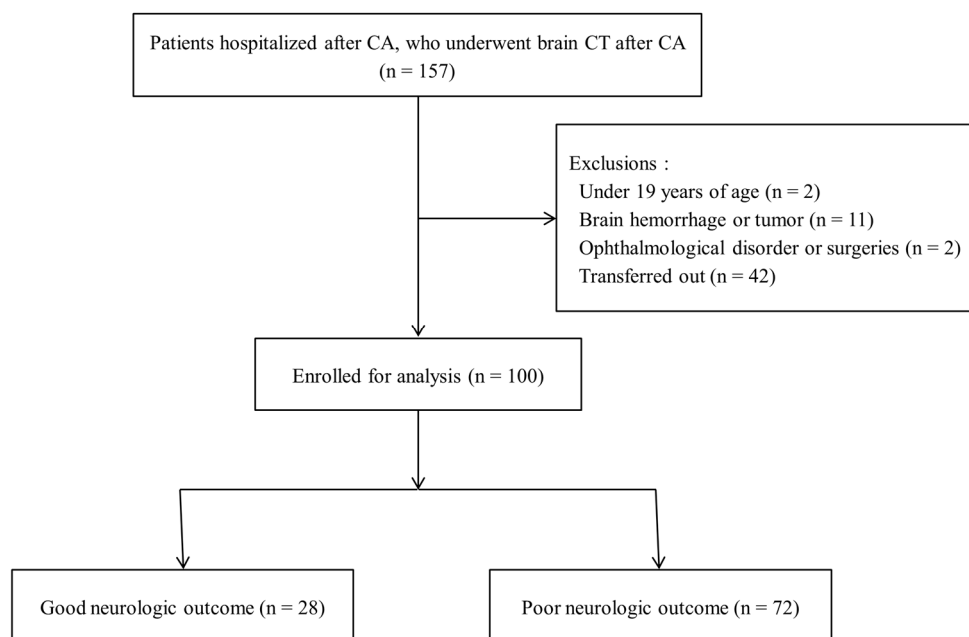 Patients hospitalized after CA, who underwent brain CT after CA
(n = 157)
Exclusions :
Under 19 years of age (n = 2)
Brain hemorrhage or tumor (n = 11)
Ophthalmological disorder or surgeries (n = 2)
Transferred out (n = 42)
Enrolled for analysis (n = 100)
Good neurologic outcome (n = 28)
Poor neurologic outcome (n = 72)